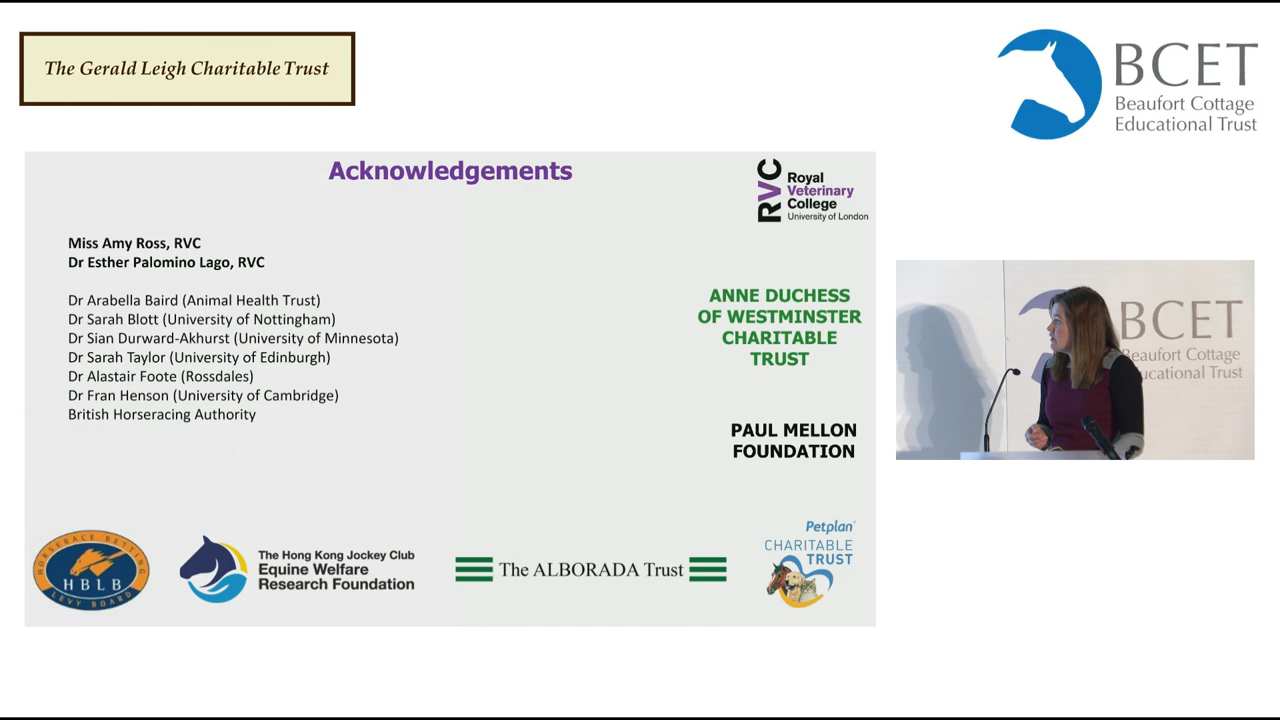 The Gerald Leigh Charitable Trust
BCET
Beaufort Cottage
Educational Trust
Acknowledgements
RVC
Royal
Veterinary
College
University of London
Miss Amy Ross, RVC
Dr Esther Palomino Lago, RVC
Dr Arabella Baird (Animal Health Trust)
Dr Sarah Blott (University of Nottingham)
Dr Sian Durward-Akhurst (University of Minnesota)
Dr Sarah Taylor (University of Edinburgh)
Dr Alastair Foote (Rossdales)
Dr Fran Henson (University of Cambridge)
British Horseracing Authority
ANNE DUCHESS
OF WESTMINSTER
CHARITABLE
TRUST
PAUL MELLON
FOUNDATION
HORSERACE BETTING
HBLB
LEVY BOARD
The Hong Kong Jockey Club
Equine Welfare
Research Foundation
The ALBORADA Trust
Petplan
CHARITABLE
TRUST
BCET
Beaufort Cottage
Educational Trust